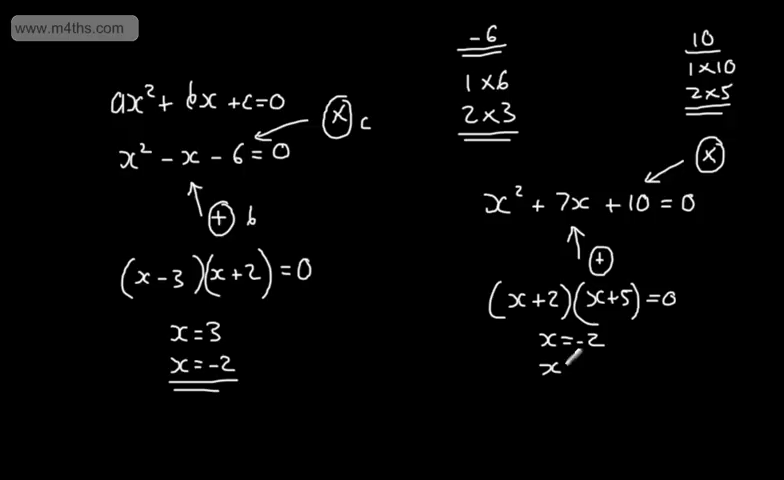 www.m4ths.com
ax² + bx + c = 0
x c
x² - x - 6 = 0
+ b
(x - 3)(x + 2) = 0
x = 3
x = -2
-6
1 x 6
2 x 3
10
1 x 10
2 x 5
x
x² + 7x + 10 = 0
+
(x + 2)(x + 5) = 0
x = -2
x